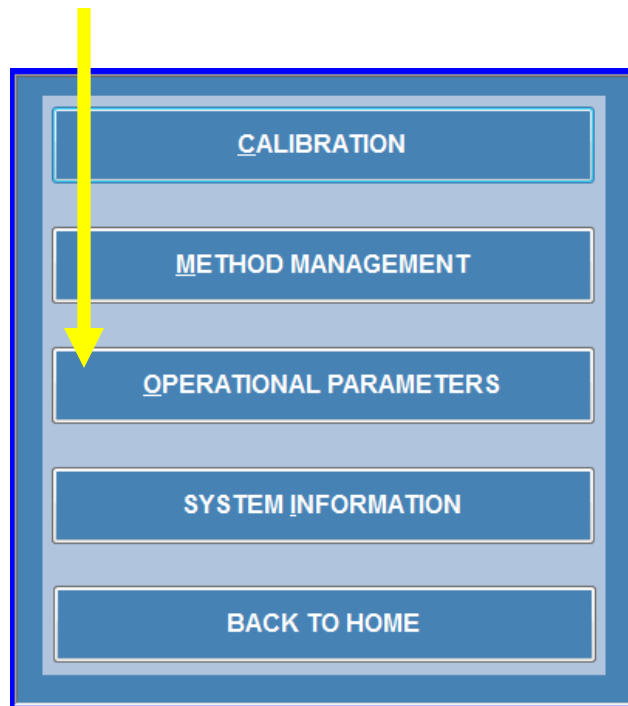 CALIBRATION
METHOD MANAGEMENT
OPERATIONAL PARAMETERS
SYSTEM INFORMATION
BACK TO HOME